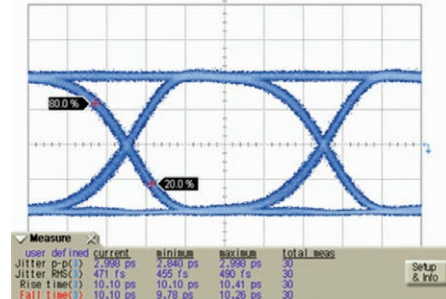 80.0 %
20.0 %
Measure
user defined current minimum maximum total meas
Jitter p-p(3) 2.998 ps 2.840 ps 2.998 ps 30
Jitter RMS(3) 471 fs 455 fs 490 fs 30
Rise time(3) 10.10 ps 10.10 ps 10.41 ps 30
Fall time(3) 10.10 ps 9.78 ps 10.26 ps 30
Setup
& Info